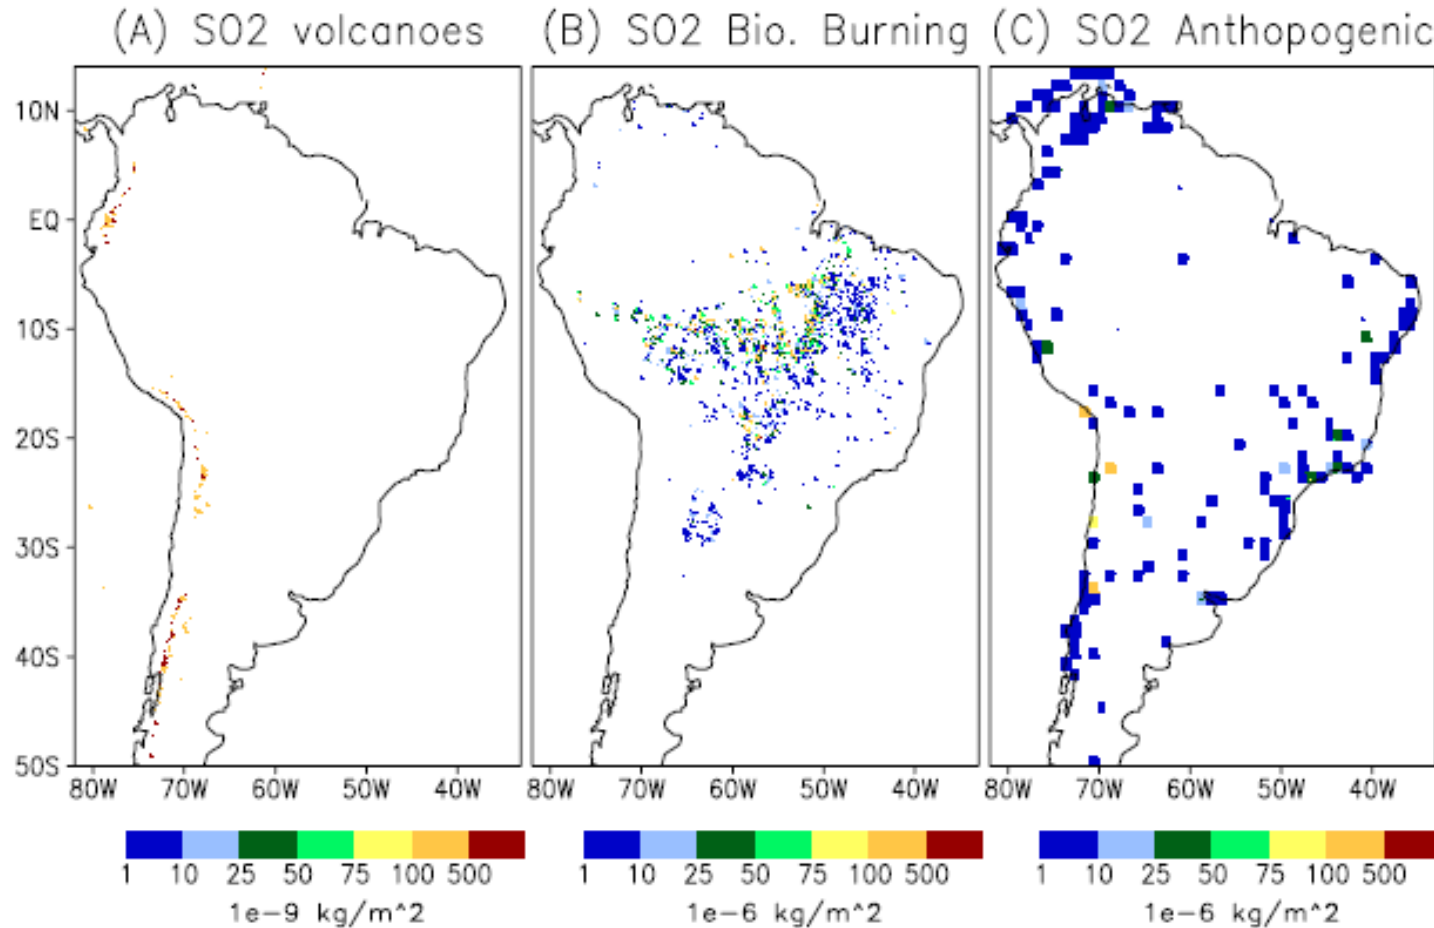 (A) SO2 volcanoes (B) SO2 Bio. Burning (C) SO2 Anthopogenic
10N
EQ
10S
20S
30S
40S
50S
80W 70W 60W 50W 40W 80W 70W 60W 50W 40W 80W 70W 60W 50W 40W
1 10 25 50 75 100 500 1 10 25 50 75 100 500 1 10 25 50 75 100 500
1e-9 kg/m^2 1e-6 kg/m^2 1e-6 kg/m^2